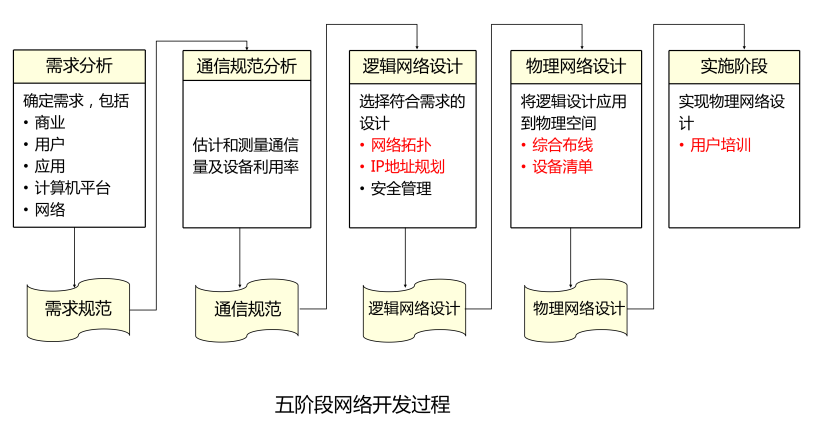 需求分析
确定需求，包括
• 商业
• 用户
• 应用
• 计算机平台
• 网络
需求规范
通信规范分析
估计和测量通信
量及设备利用率
通信规范
逻辑网络设计
选择符合需求的
设计
• 网络拓扑
• IP地址规划
• 安全管理
逻辑网络设计
物理网络设计
将逻辑设计应用
到物理空间
• 综合布线
• 设备清单
物理网络设计
实施阶段
实现物理网络设
计
• 用户培训
五阶段网络开发过程